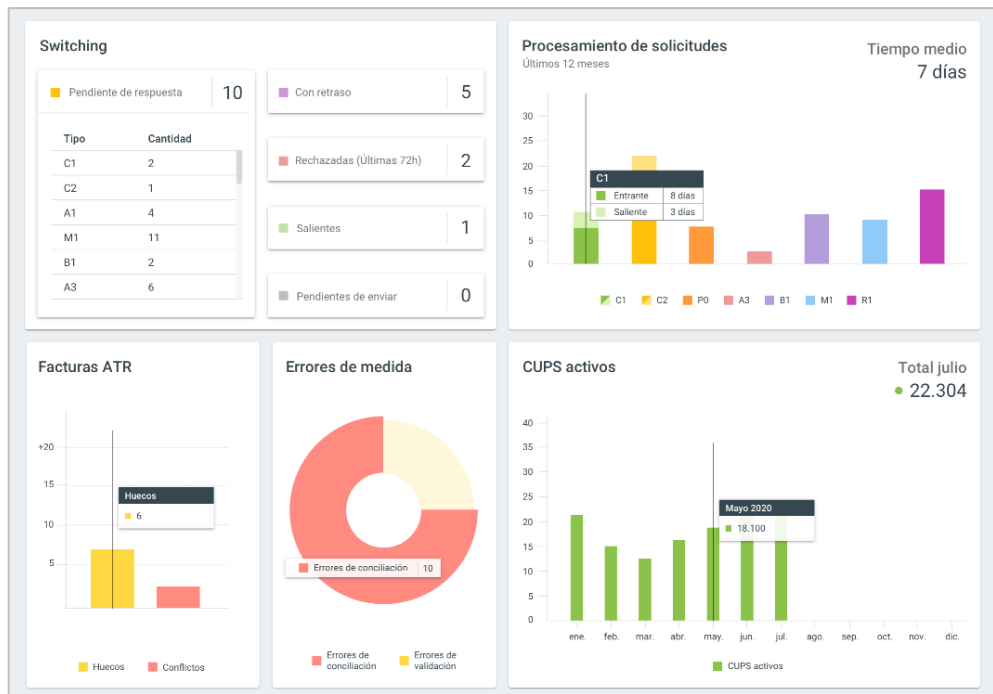 Switching
Pendiente de respuesta 10
Tipo Cantidad
C1 2
C2 1
A1 4
M1 11
B1 2
A3 6
Con retraso 5
Rechazadas (Últimas 72h) 2
Salientes 1
Pendientes de enviar 0
Procesamiento de solicitudes
Últimos 12 meses
Tiempo medio
7 días
30
25
20
15
10
5
0
C1
Entrante 8 días
Saliente 3 días
C1 C2 P0 A3 B1 M1 R1
Facturas ATR
+20
15
10
5
Huecos
6
Huecos Conflictos
Errores de medida
Errores de conciliación 10
Errores de conciliación
Errores de validación
CUPS activos
Total julio
22.304
40
35
30
25
20
15
10
5
0
Mayo 2020
18.100
ene. feb. mar. abr. may. jun. jul. ago. sep. oct. nov. dic.
CUPS activos